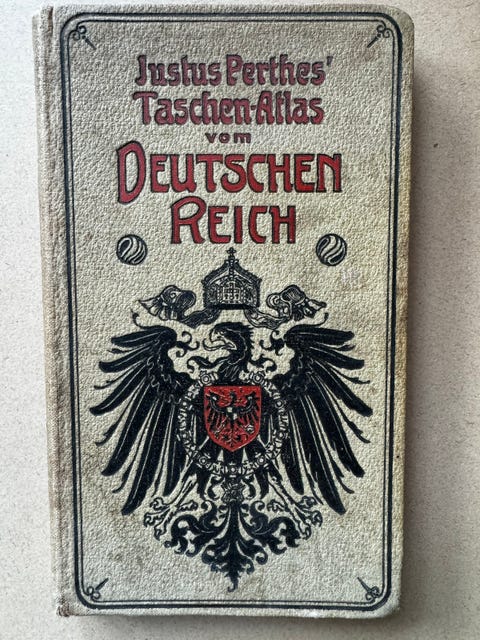 Justus Perthes'
Taschen-Atlas
vom
DEUTSCHEN
REICH